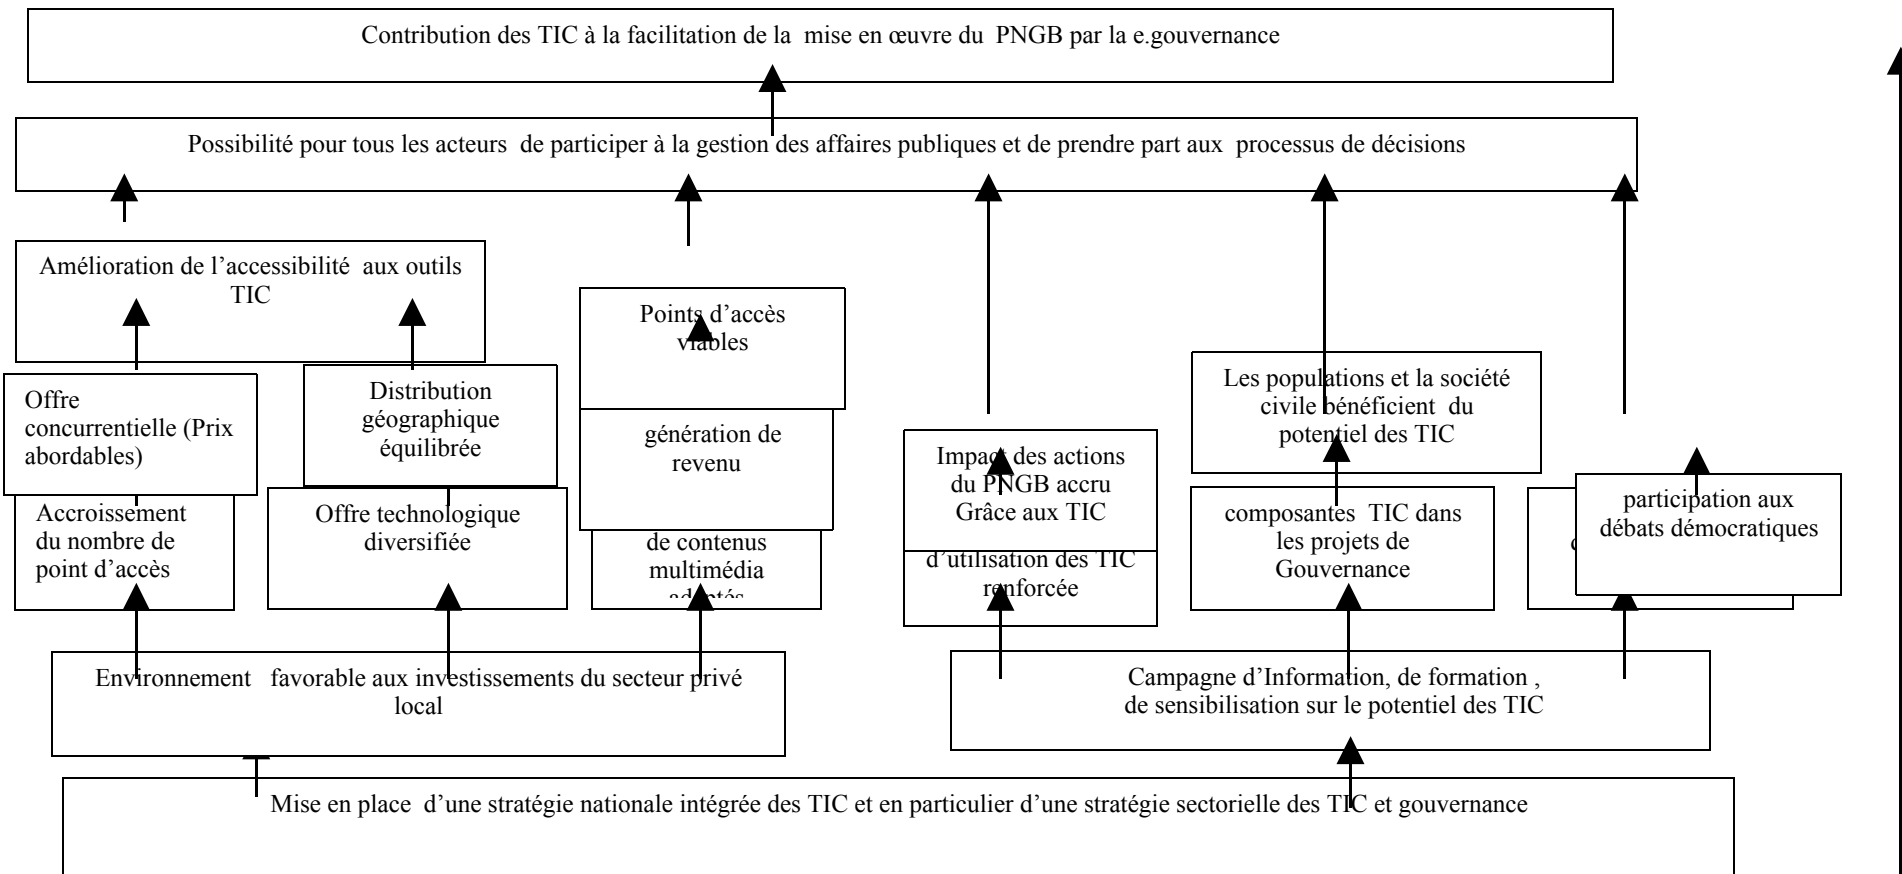 Contribution des TIC à la facilitation de la mise en œuvre du PNGB par la e.gouvernance
Possibilité pour tous les acteurs de participer à la gestion des affaires publiques et de prendre part aux processus de décisions
Amélioration de l’accessibilité aux outils
TIC
Points d’accès
viables
Offre
concurrentielle (Prix
abordables)
Distribution
géographique
équilibrée
génération de
revenu
Les populations et la société
civile bénéficient du
potentiel des TIC
Impact des actions
du PNGB accru
Grâce aux TIC
Accroissement
du nombre de
point d’accès
Offre technologique
diversifiée
de contenus
multimédia
adaptés
d’utilisation des TIC
renforcée
composantes TIC dans
les projets de
Gouvernance
participation aux
débats démocratiques
Environnement favorable aux investissements du secteur privé
local
Campagne d’Information, de formation ,
de sensibilisation sur le potentiel des TIC
Mise en place d’une stratégie nationale intégrée des TIC et en particulier d’une stratégie sectorielle des TIC et gouvernance